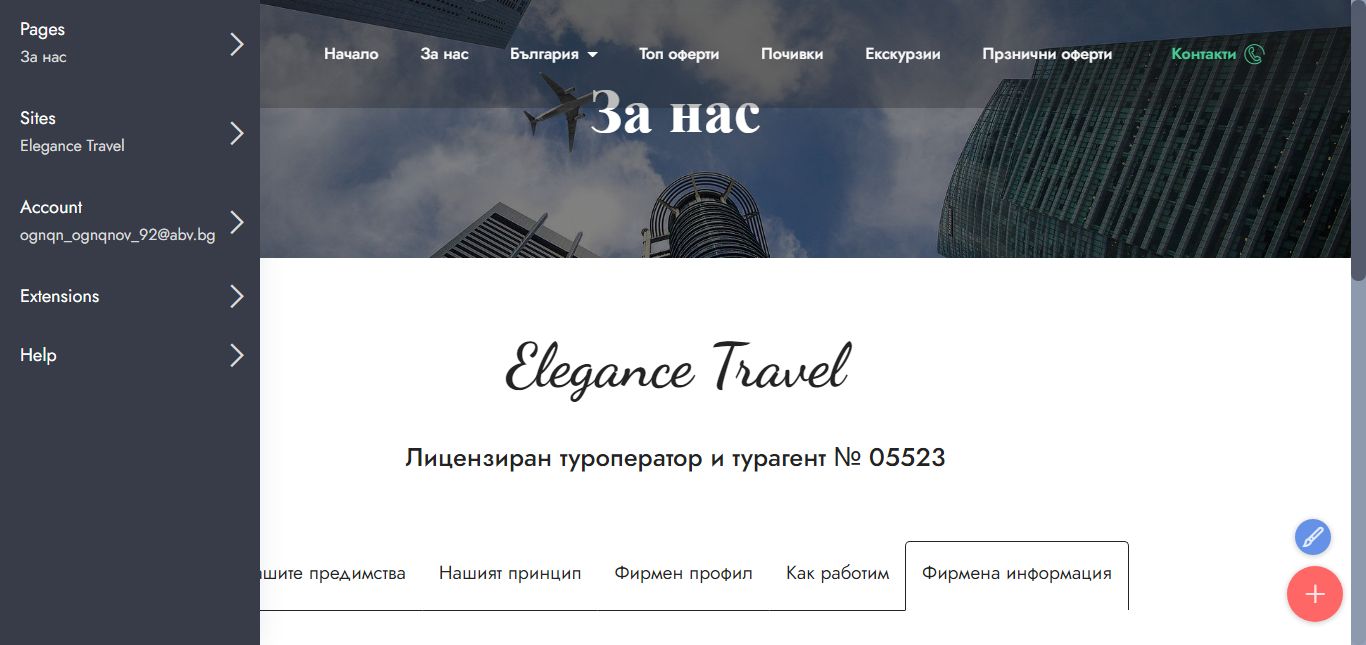 Pages
За нас
Sites
Elegance Travel
Account
ognqn_ognqnov_92@abv.bg
Extensions
Help
Начало За нас България Топ оферти Почивки Екскурзии Прзнични оферти Контакти
За нас
Elegance Travel
Лицензиран туроператор и турагент № 05523
ашите предимства Нашият принцип Фирмен профил Как работим Фирмена информация